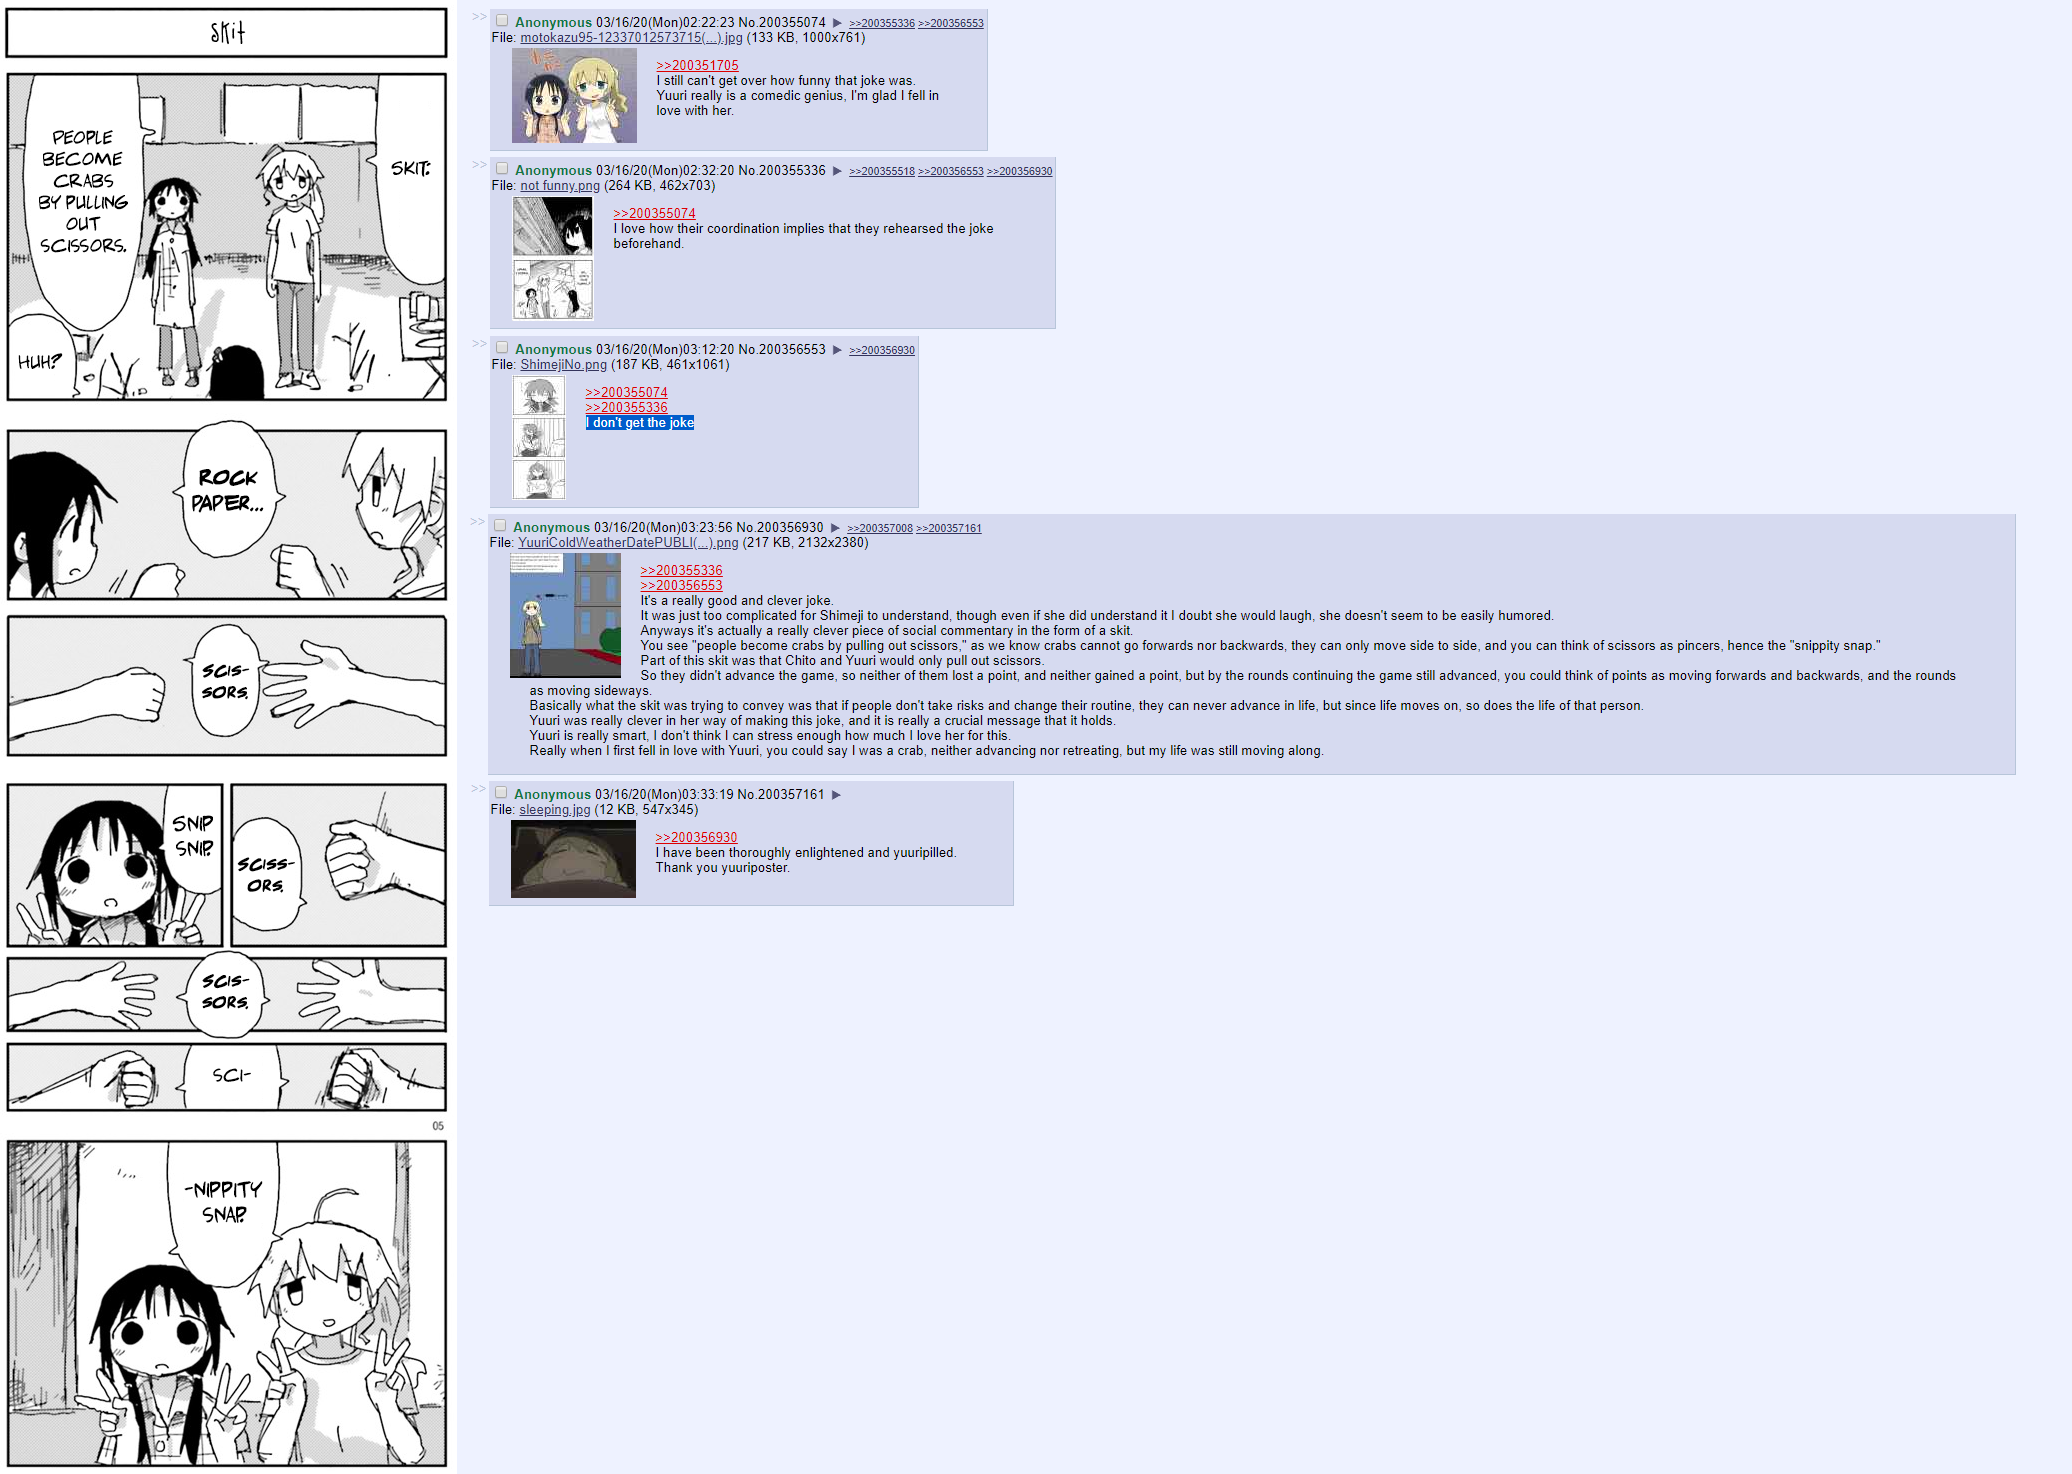 SKIT
SKIT.
PEOPLE
BECOME
CRABS
BY PULLING
OUT
SCISSORS.
HUH?
ROCK
PAPER...
SCIS-
SORS.
SNIP
SNIP.
SCISS-
ORS.
SCIS-
SORS.
SCI-
05
-NIPPITY
SNAP.
>> Anonymous 03/16/20(Mon)02:22:23 No.200355074 ▶ >>200355336 >>200356553
File: motokazu95-12337012573715(...).jpg (133 KB, 1000x761)
>>200351705
I still can't get over how funny that joke was.
Yuuri really is a comedic genius, I'm glad I fell in
love with her.
>> Anonymous 03/16/20(Mon)02:32:20 No.200355336 ▶ >>200355518 >>200356553 >>200356930
File: not funny.png (264 KB, 462x703)
>>200355074
I love how their coordination implies that they rehearsed the joke
beforehand.
>> Anonymous 03/16/20(Mon)03:12:20 No.200356553 ▶ >>200356930
File: ShimejiNo.png (187 KB, 461x1061)
>>200355074
>>200355336
I don't get the joke
>> Anonymous 03/16/20(Mon)03:23:56 No.200356930 ▶ >>200357008 >>200357161
File: YuuriColdWeatherDatePUBLI(...).png (217 KB, 2132x2380)
>>200355336
>>200356553
It's a really good and clever joke.
It was just too complicated for Shimeji to understand, though even if she did understand it I doubt she would laugh, she doesn't seem to be easily humored.
Anyways it's actually a really clever piece of social commentary in the form of a skit.
You see "people become crabs by pulling out scissors," as we know crabs cannot go forwards nor backwards, they can only move side to side, and you can think of scissors as pincers, hence the "snippity snap."
Part of this skit was that Chito and Yuuri would only pull out scissors.
So they didn't advance the game, so neither of them lost a point, and neither gained a point, but by the rounds continuing the game still advanced, you could think of points as moving forwards and backwards, and the rounds
as moving sideways.
Basically what the skit was trying to convey was that if people don't take risks and change their routine, they can never advance in life, but since life moves on, so does the life of that person.
Yuuri was really clever in her way of making this joke, and it is really a crucial message that it holds.
Yuuri is really smart, I don't think I can stress enough how much I love her for this.
Really when I first fell in love with Yuuri, you could say I was a crab, neither advancing nor retreating, but my life was still moving along.
>> Anonymous 03/16/20(Mon)03:33:19 No.200357161 ▶
File: sleeping.jpg (12 KB, 547x345)
>>200356930
I have been thoroughly enlightened and yuuripilled.
Thank you yuuriposter.